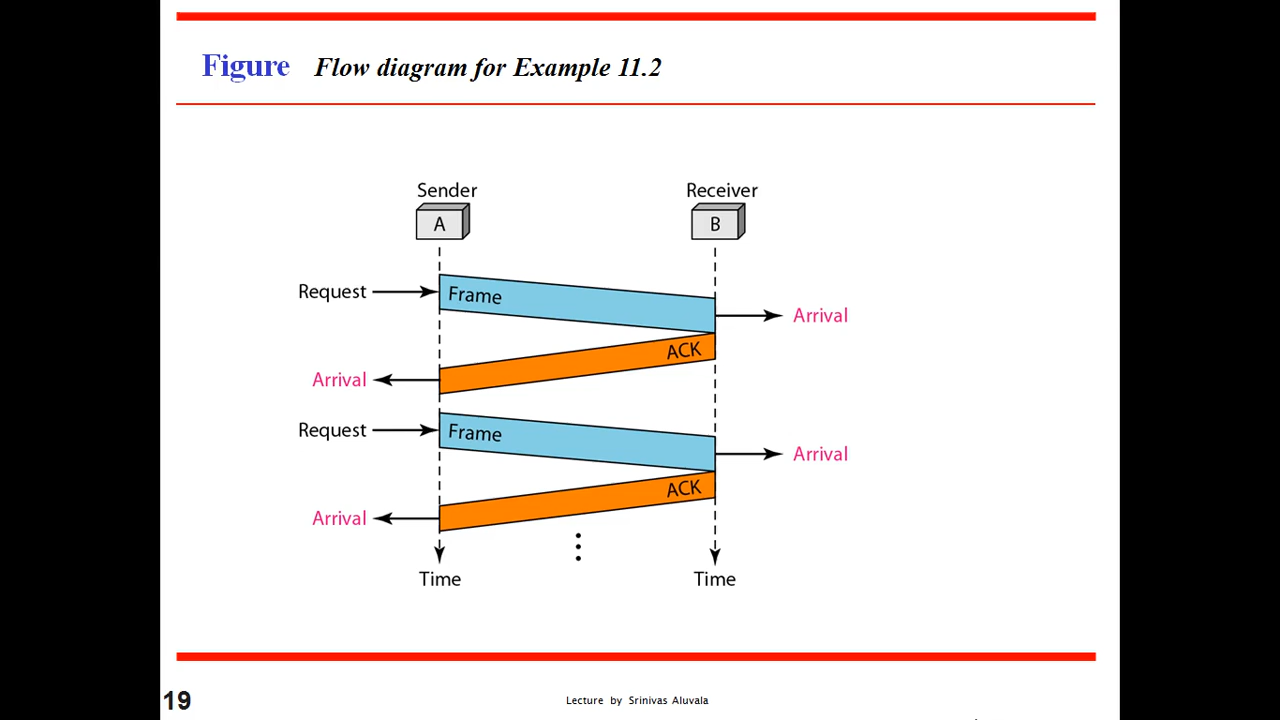 Figure Flow diagram for Example 11.2
Sender Receiver
A B
Request Frame Arrival
ACK
Arrival
Request Frame Arrival
ACK
Arrival
Time Time
19 Lecture by Srinivas Aluvala